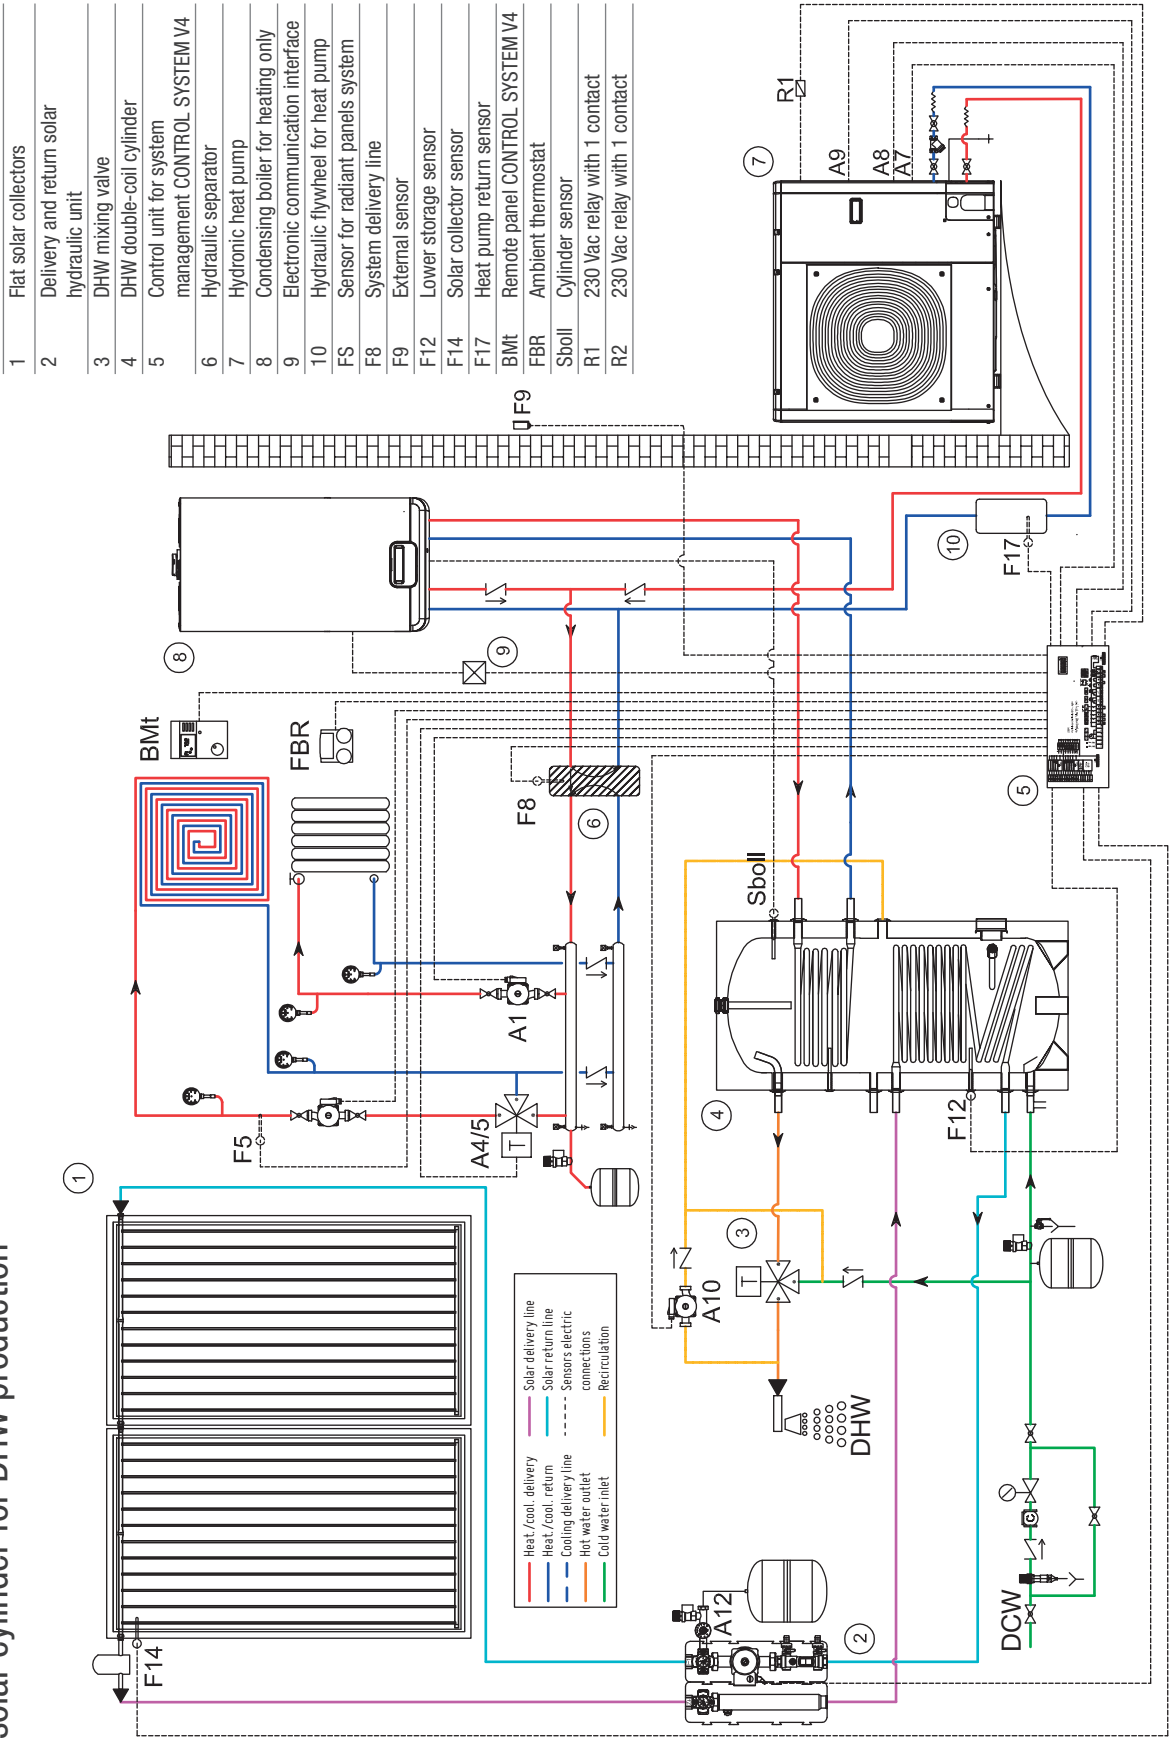 solar cylinder for DHW production
1 Flat solar collectors
2 Delivery and return solar
hydraulic unit
3 DHW mixing valve
4 DHW double-coil cylinder
5 Control unit for system
management CONTROL SYSTEM V4
6 Hydraulic separator
7 Hydronic heat pump
8 Condensing boiler for heating only
9 Electronic communication interface
10 Hydraulic flywheel for heat pump
FS Sensor for radiant panels system
F8 System delivery line
F9 External sensor
F12 Lower storage sensor
F14 Solar collector sensor
F17 Heat pump return sensor
BMt Remote panel CONTROL SYSTEM V4
FBR Ambient thermostat
Sboll Cylinder sensor
R1 230 Vac relay with 1 contact
R2 230 Vac relay with 1 contact
1
F14
F5
A4/5
A1
BMt
FBR
8
9
F8
6
F9
7
R1
A9
A8
A7
10
F17
5
Sboll
4
F12
3
T
T
A10
DHW
A12
2
DCW
C
Heat./cool. delivery
Heat./cool. return
Cooling delivery line
Hot water outlet
Cold water inlet
Solar delivery line
Solar return line
Sensors electric
connections
Recirculation